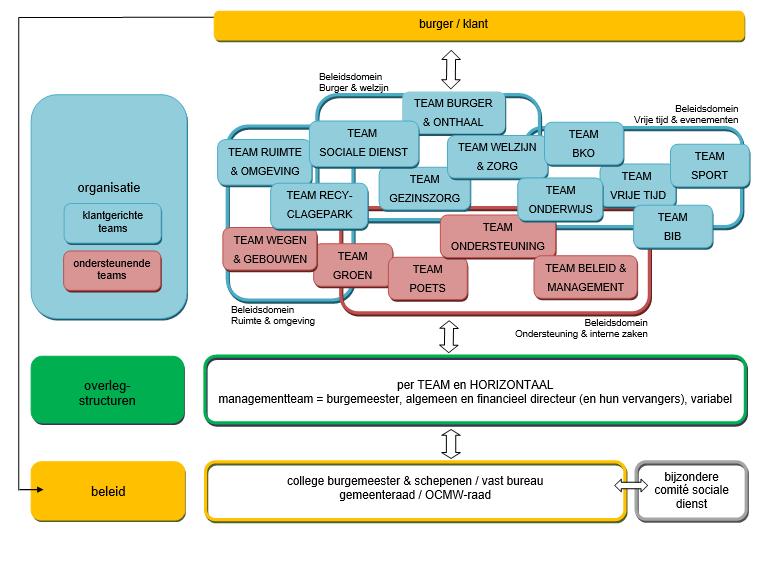 burger / klant
Beleidsdomein
Burger & welzijn
Beleidsdomein
Vrije tijd & evenementen
organisatie
klantgerichte
teams
ondersteunende
teams
TEAM BURGER
& ONTHAAL
TEAM
SOCIALE DIENST
TEAM RUIMTE
& OMGEVING
TEAM WELZIJN
& ZORG
TEAM
BKO
TEAM
SPORT
TEAM
GEZINSZORG
TEAM RECY-
CLAGEPARK
TEAM
ONDERWIJS
TEAM
VRIJE TIJD
TEAM
BIB
TEAM WEGEN
& GEBOUWEN
TEAM
GROEN
TEAM
POETS
TEAM
ONDERSTEUNING
TEAM BELEID &
MANAGEMENT
Beleidsdomein
Ruimte & omgeving
Beleidsdomein
Ondersteuning & interne zaken
overleg-
structuren
per TEAM en HORIZONTAAL
managementteam = burgemeester, algemeen en financieel directeur (en hun vervangers), variabel
beleid
college burgemeester & schepenen / vast bureau
gemeenteraad / OCMW-raad
bijzondere
comité sociale
dienst